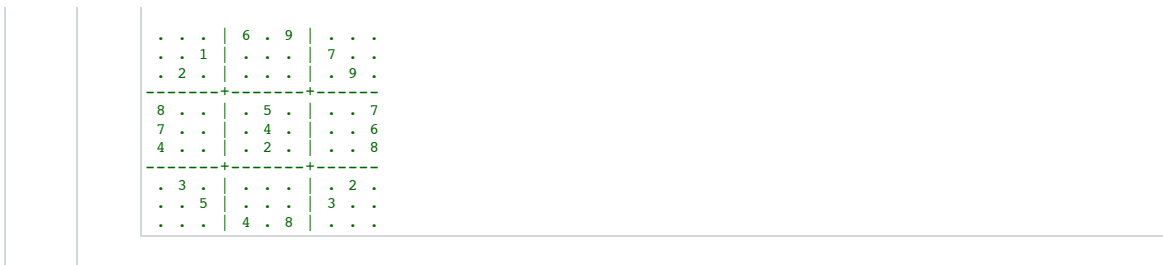 . . . | 6 . 9 | . . .
. . 1 | . . . | 7 . .
. 2 . | . . . | . 9 .
-------+-------+------
8 . . | . 5 . | . . 7
7 . . | . 4 . | . . 6
4 . . | . 2 . | . . 8
-------+-------+------
. 3 . | . . . | . 2 .
. . 5 | . . . | 3 . .
. . . | 4 . 8 | . . .